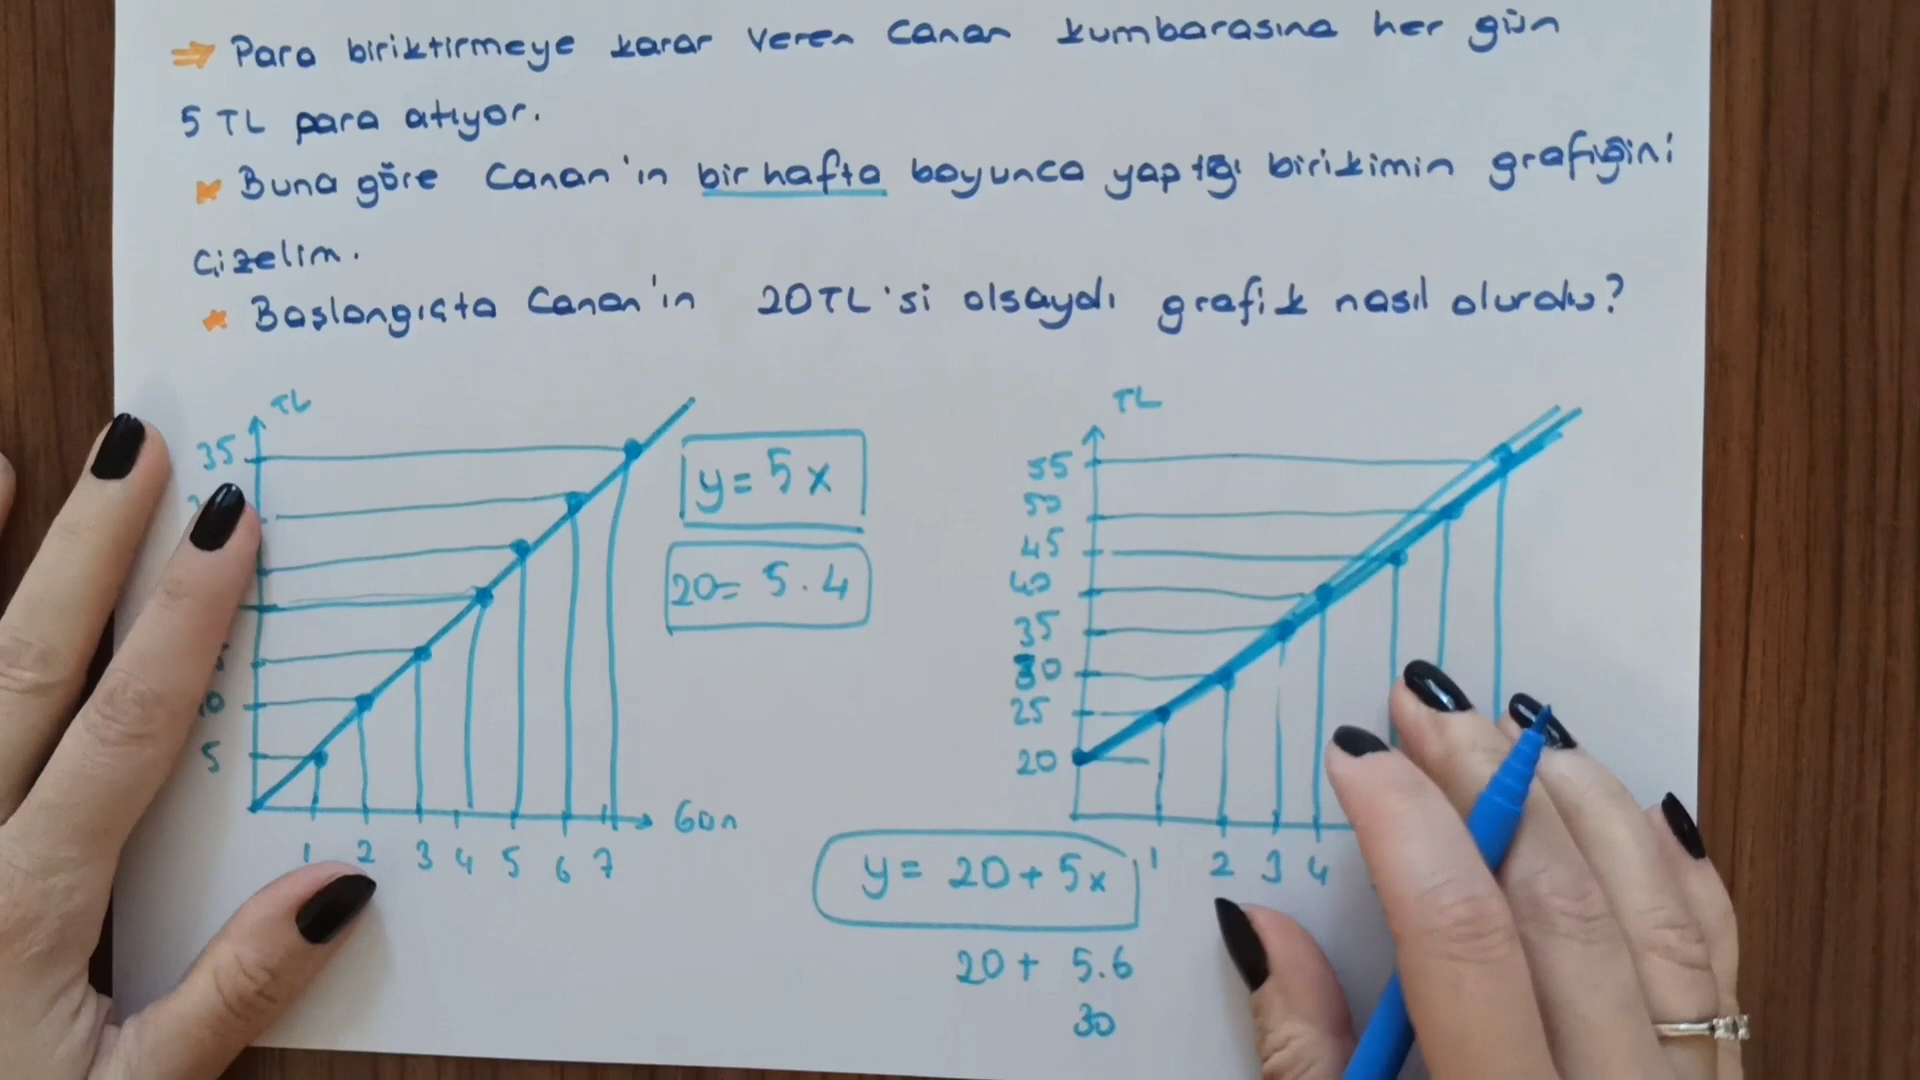 ⇒ Para biriktirmeye karar veren Canan kumbarasına her gün
5 TL para atıyor.
* Buna göre Canan'ın bir hafta boyunca yaptığı birikimin grafiğini
çizelim.
* Başlangıçta Canan'ın 20TL'si olsaydı grafik nasıl olurdu?
TL
35
10
5
1 2 3 4 5 6 7
Gün
y = 5x
20 = 5.4
TL
55
50
45
40
35
30
25
20
1 2 3 4
y = 20 + 5x
20 + 5.6
30